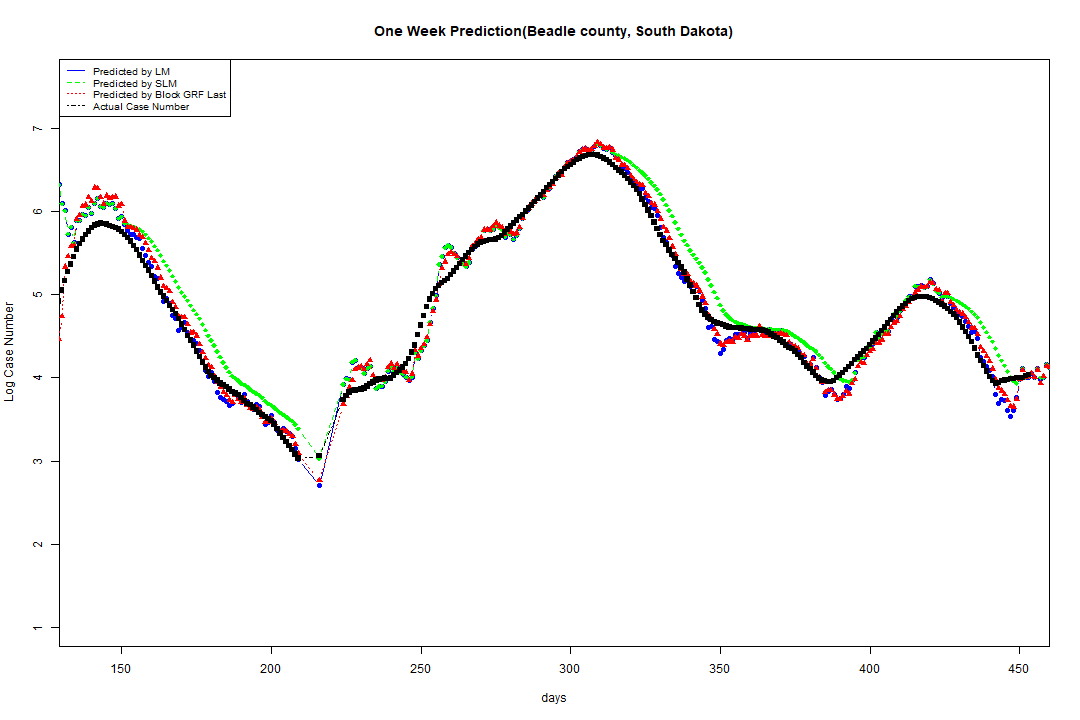 One Week Prediction(Beadle county, South Dakota)
Predicted by LM
Predicted by SLM
Predicted by Block GRF Last
Actual Case Number
Log Case Number
7
6
5
4
3
2
1
150 200 250 300 350 400 450
days